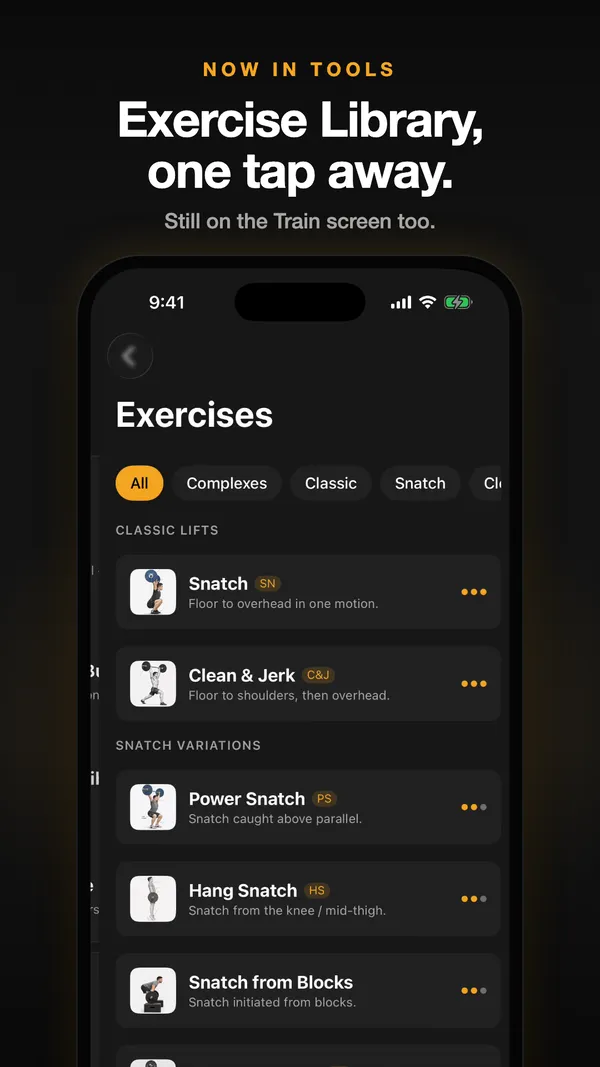 NOW IN TOOLS
Exercise Library,
one tap away.
Still on the Train screen too.
9:41
Exercises
All
Complexes
Classic
Snatch
CLASSIC LIFTS
Snatch SN
Floor to overhead in one motion.
Clean & Jerk C&J
Floor to shoulders, then overhead.
SNATCH VARIATIONS
Power Snatch PS
Snatch caught above parallel.
Hang Snatch HS
Snatch from the knee / mid-thigh.
Snatch from Blocks
Snatch initiated from blocks.